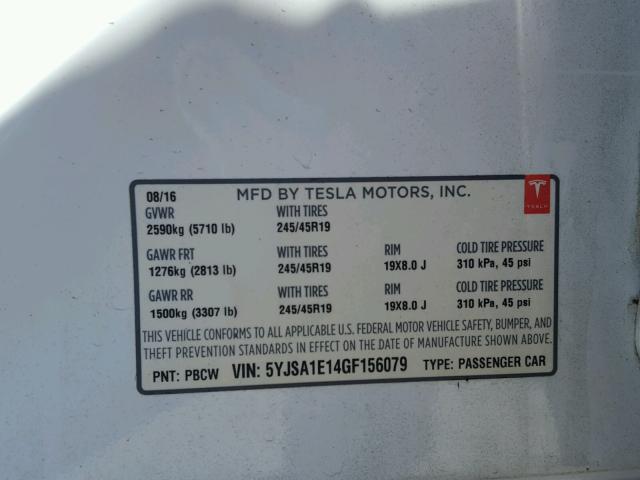 08/16 MFD BY TESLA MOTORS, INC.
TESLA
GVWR WITH TIRES
2590kg (5710 lb) 245/45R19
GAWR FRT WITH TIRES RIM COLD TIRE PRESSURE
1276kg (2813 lb) 245/45R19 19X8.0 J 310 kPa, 45 psi
GAWR RR WITH TIRES RIM COLD TIRE PRESSURE
1500kg (3307 lb) 245/45R19 19X8.0 J 310 kPa, 45 psi
THIS VEHICLE CONFORMS TO ALL APPLICABLE U.S. FEDERAL MOTOR VEHICLE SAFETY, BUMPER, AND
THEFT PREVENTION STANDARDS IN EFFECT ON THE DATE OF MANUFACTURE SHOWN ABOVE.
PNT: PBCW VIN: 5YJSA1E14GF156079 TYPE: PASSENGER CAR